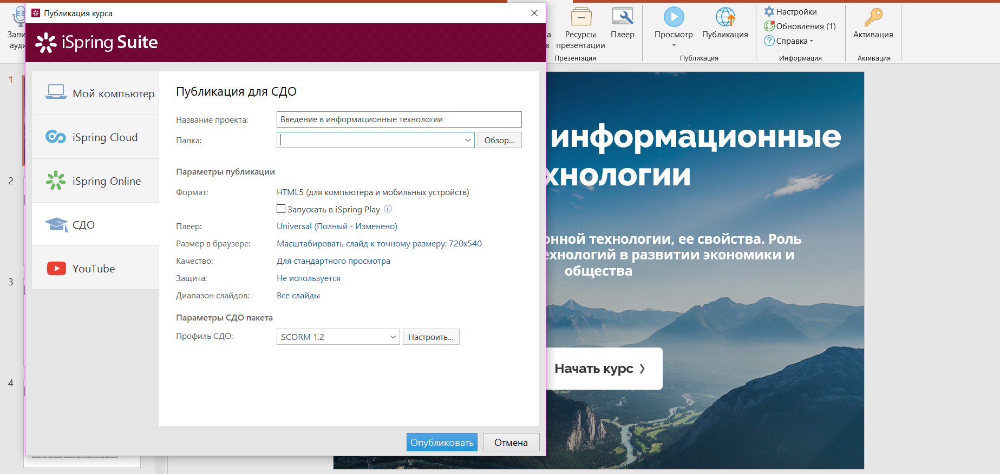 Публикация курса
iSpring Suite
Мой компьютер
iSpring Cloud
iSpring Online
СДО
YouTube
Публикация для СДО
Название проекта: Введение в информационные технологии
Папка: Обзор...
Параметры публикации
Формат: HTML5 (для компьютера и мобильных устройств)
Запускать в iSpring Play
Плеер: Universal (Полный - Изменено)
Размер в браузере: Масштабировать слайд к точному размеру: 720x540
Качество: Для стандартного просмотра
Защита: Не используется
Диапазон слайдов: Все слайды
Параметры СДО пакета
Профиль СДО: SCORM 1.2 Настроить...
Опубликовать Отмена
Запи
ауди
а
в
Ресурсы
презентации
Плеер
Презентация
Просмотр
Публикация
Публикация
Настройки
Обновления (1)
Справка
Информация
Активация
Активация
1
2
3
4
информационные
хнологии
онной технологии, ее свойства. Роль
ехнологий в развитии экономики и
общества
Начать курс